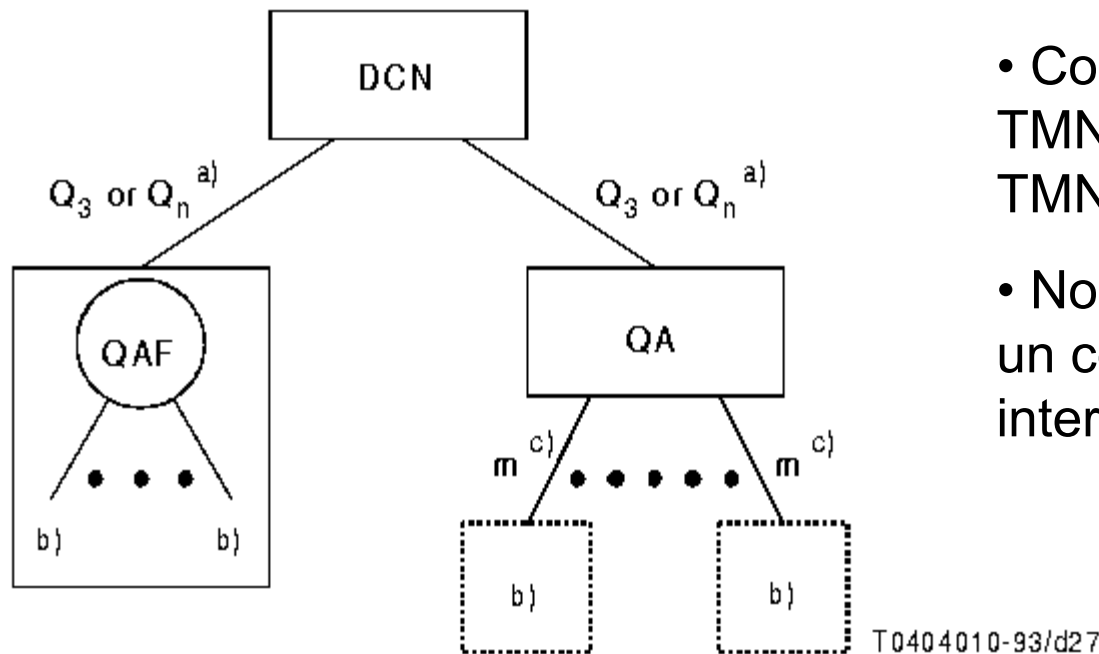 DCN
Q3 or Qn a)
Q3 or Qn a)
QAF
QA
m c)
m c)
b)
b)
b)
b)
T0404010-93/d27
• Co
TMN
TMN
• No
un c
inter